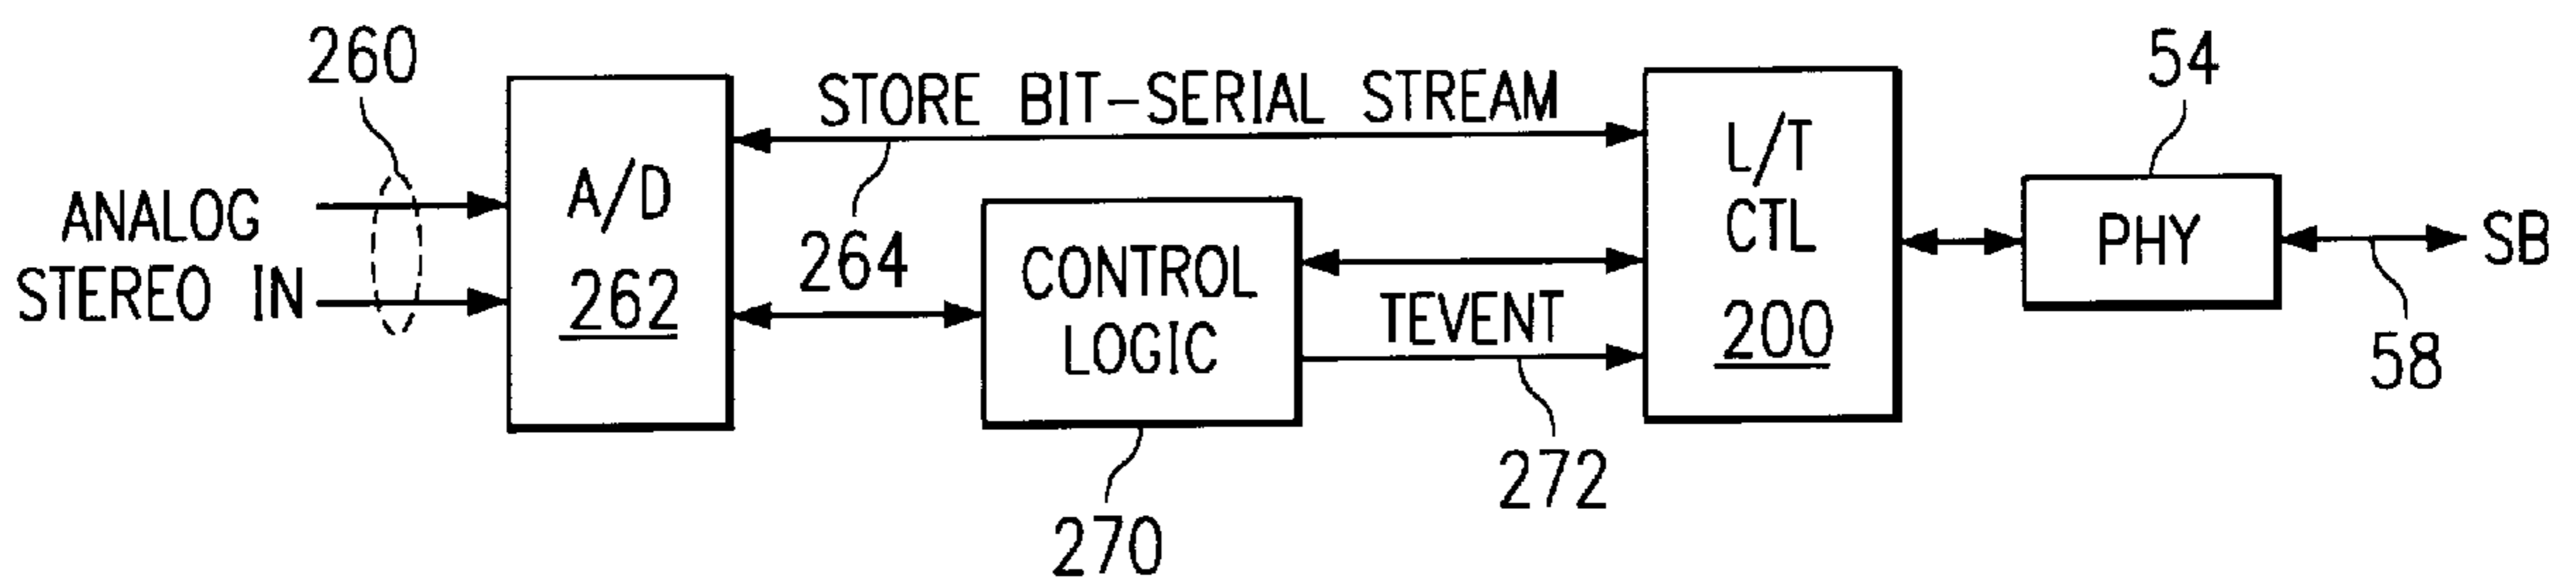 260
ANALOG
STEREO IN
A/D
262
STORE BIT-SERIAL STREAM
264
CONTROL
LOGIC
270
TEVENT
272
L/T
CTL
200
54
PHY
58
SB